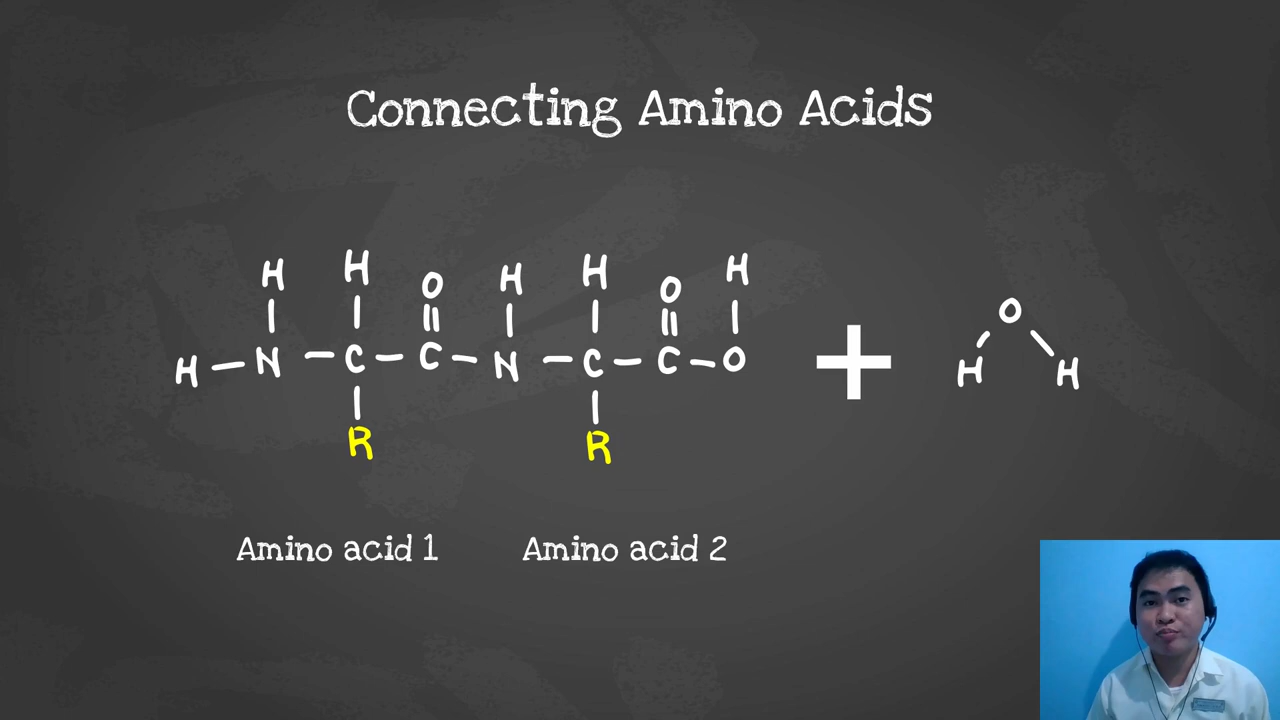 Connecting Amino Acids
H H O H H O H
H N C C N C C O + O H H
R R
Amino acid 1 Amino acid 2